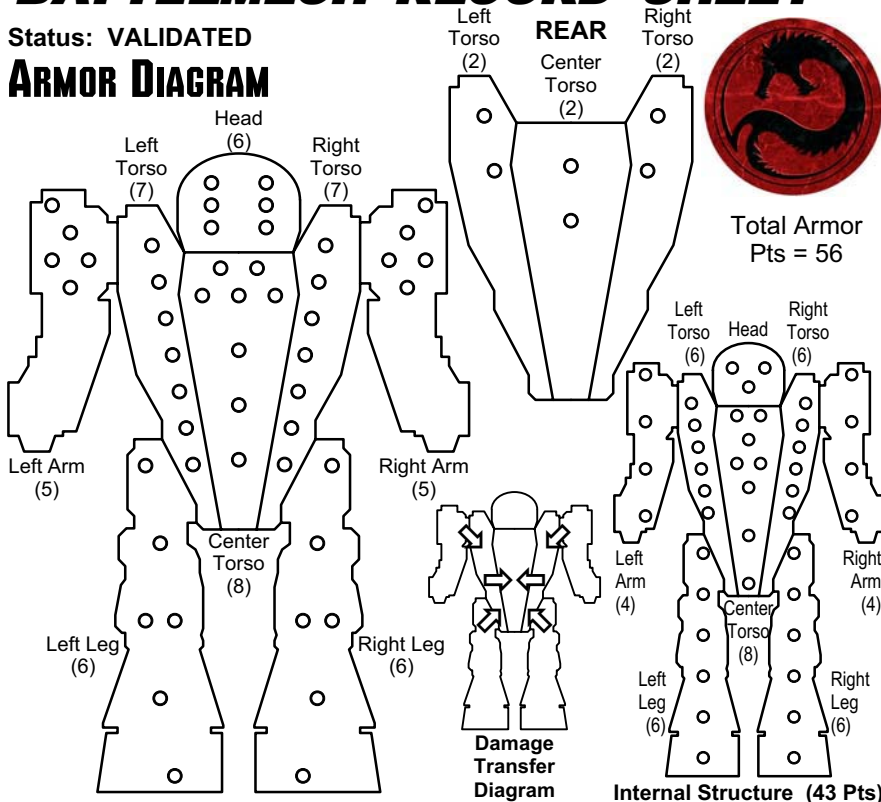 BATTLEMECH RECORD SHEET
Status: VALIDATED
ARMOR DIAGRAM
Left
Torso
(7)
Head
(6)
Right
Torso
(7)
Left Arm
(5)
Right Arm
(5)
Center
Torso
(8)
Left Leg
(6)
Right Leg
(6)
REAR
Left
Torso
(2)
Center
Torso
(2)
Right
Torso
(2)
Total Armor
Pts = 56
Damage
Transfer
Diagram
Left
Torso
(6)
Head
Right
Torso
(6)
Left
Arm
(4)
Right
Arm
(4)
Center
Torso
(8)
Left
Leg
(6)
Right
Leg
(6)
Internal Structure (43 Pts)